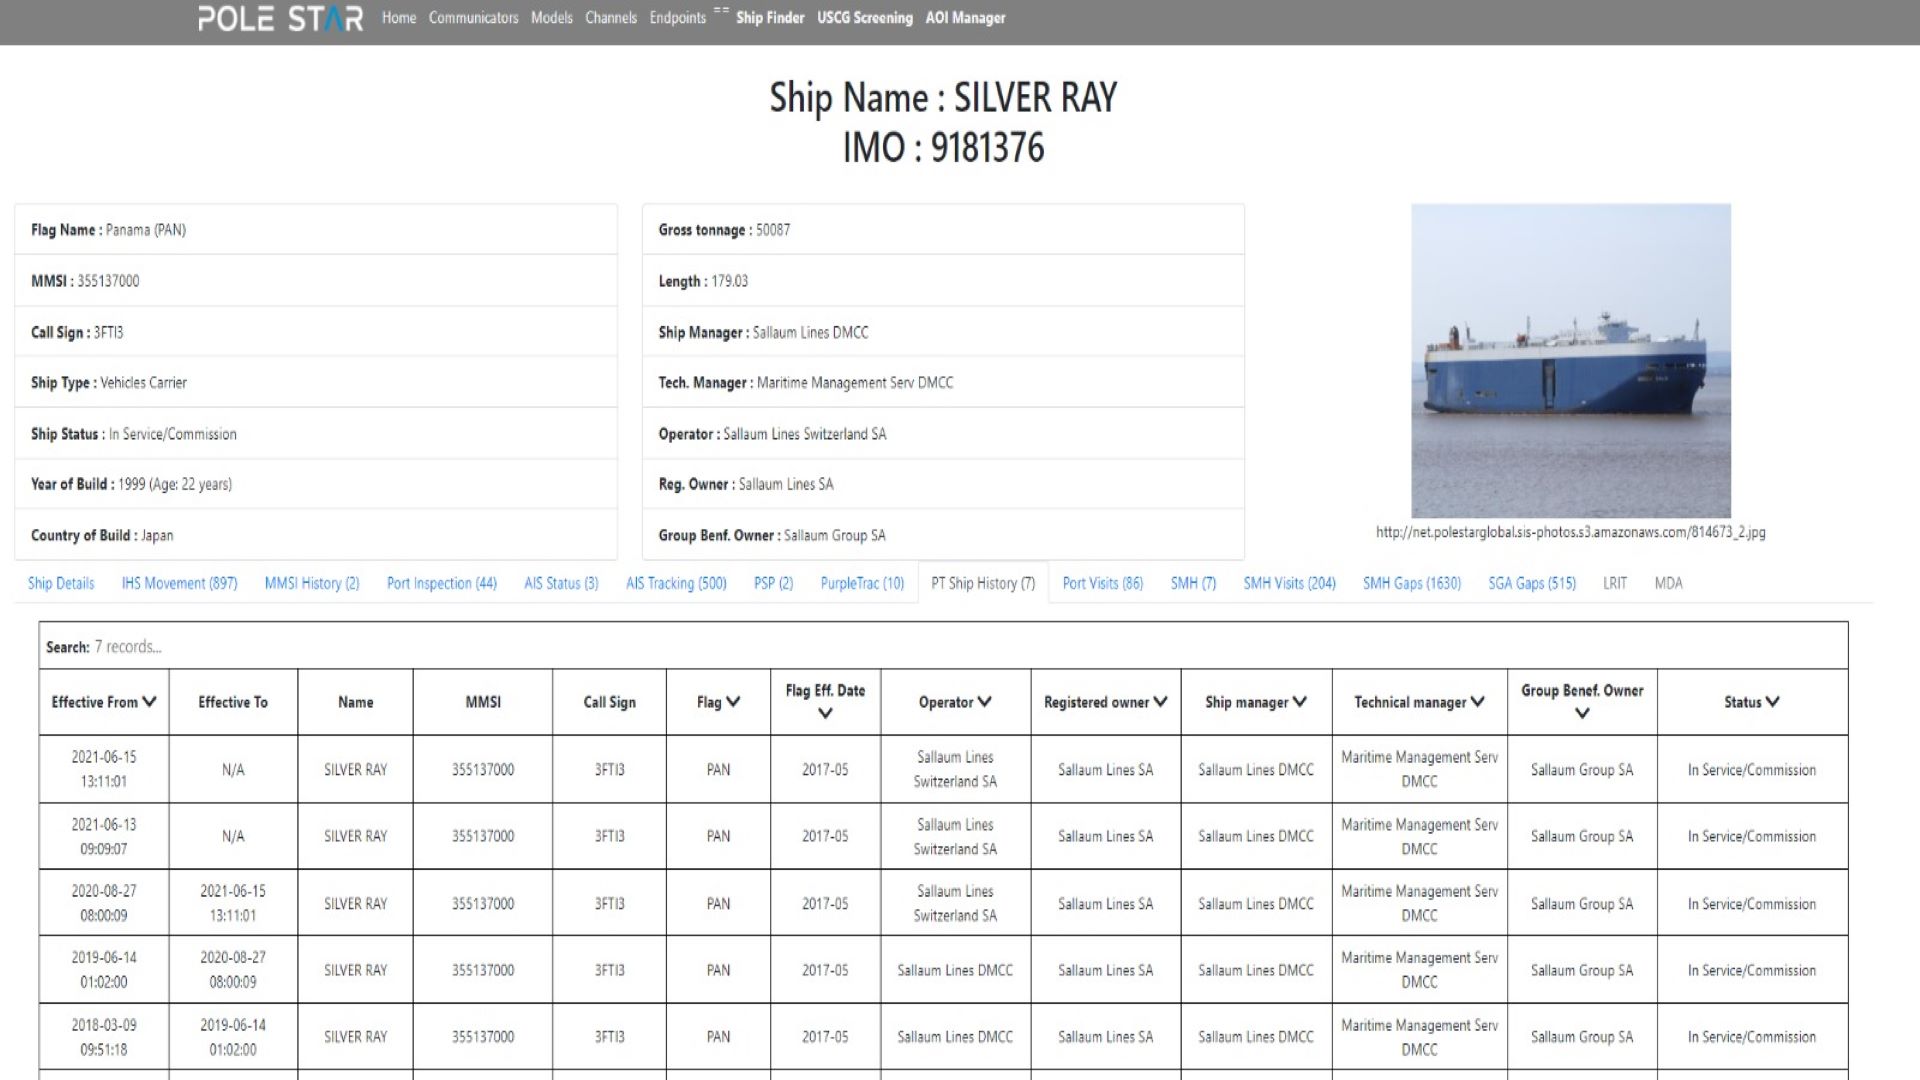 POLE STAR Home Communicators Models Channels Endpoints == Ship Finder USCG Screening AOI Manager
Ship Name : SILVER RAY
IMO : 9181376
Flag Name : Panama (PAN)
MMSI : 355137000
Call Sign : 3FTI3
Ship Type : Vehicles Carrier
Ship Status : In Service/Commission
Year of Build : 1999 (Age: 22 years)
Country of Build : Japan
Gross tonnage : 50087
Length : 179.03
Ship Manager : Sallaum Lines DMCC
Tech. Manager : Maritime Management Serv DMCC
Operator : Sallaum Lines Switzerland SA
Reg. Owner : Sallaum Lines SA
Group Benf. Owner : Sallaum Group SA
http://net.polestarglobal.sis-photos.s3.amazonaws.com/814673_2.jpg
Ship Details IHS Movement (897) MMSI History (2) Port Inspection (44) AIS Status (3) AIS Tracking (500) PSP (2) PurpleTrac (10) PT Ship History (7) Port Visits (86) SMH (7) SMH Visits (204) SMH Gaps (1630) SGA Gaps (515) LRIT MDA
Search: 7 records...
Effective From Effective To Name MMSI Call Sign Flag Flag Eff. Date Operator Registered owner Ship manager Technical manager Group Benef. Owner Status
2021-06-15 13:11:01 N/A SILVER RAY 355137000 3FTI3 PAN 2017-05 Sallaum Lines Switzerland SA Sallaum Lines SA Sallaum Lines DMCC Maritime Management Serv DMCC Sallaum Group SA In Service/Commission
2021-06-13 09:09:07 N/A SILVER RAY 355137000 3FTI3 PAN 2017-05 Sallaum Lines Switzerland SA Sallaum Lines SA Sallaum Lines DMCC Maritime Management Serv DMCC Sallaum Group SA In Service/Commission
2020-08-27 08:00:09 2021-06-15 13:11:01 SILVER RAY 355137000 3FTI3 PAN 2017-05 Sallaum Lines Switzerland SA Sallaum Lines SA Sallaum Lines DMCC Maritime Management Serv DMCC Sallaum Group SA In Service/Commission
2019-06-14 01:02:00 2020-08-27 08:00:09 SILVER RAY 355137000 3FTI3 PAN 2017-05 Sallaum Lines DMCC Sallaum Lines SA Sallaum Lines DMCC Maritime Management Serv DMCC Sallaum Group SA In Service/Commission
2018-03-09 09:51:18 2019-06-14 01:02:00 SILVER RAY 355137000 3FTI3 PAN 2017-05 Sallaum Lines DMCC Sallaum Lines SA Sallaum Lines DMCC Maritime Management Serv DMCC Sallaum Group SA In Service/Commission